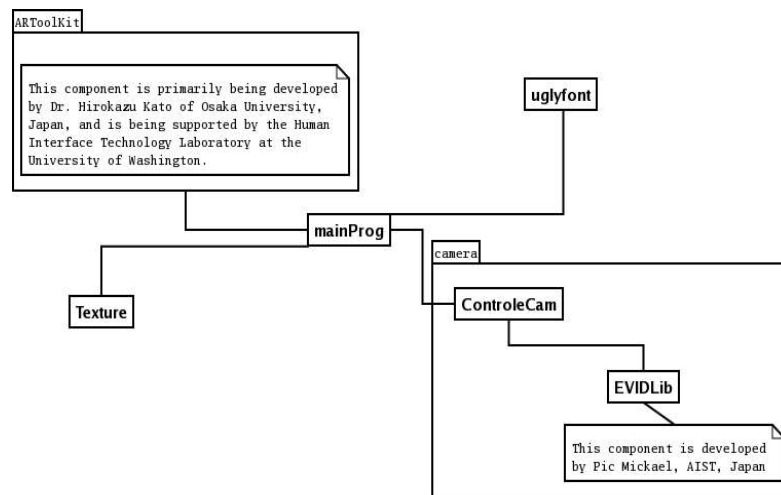 ARToolKit
This component is primarily being developed
by Dr. Hirokazu Kato of Osaka University,
Japan, and is being supported by the Human
Interface Technology Laboratory at the
University of Washington.
uglyfont
mainProg
camera
Texture
ControleCam
EVIDLib
This component is developed
by Pic Mickael, AIST, Japan